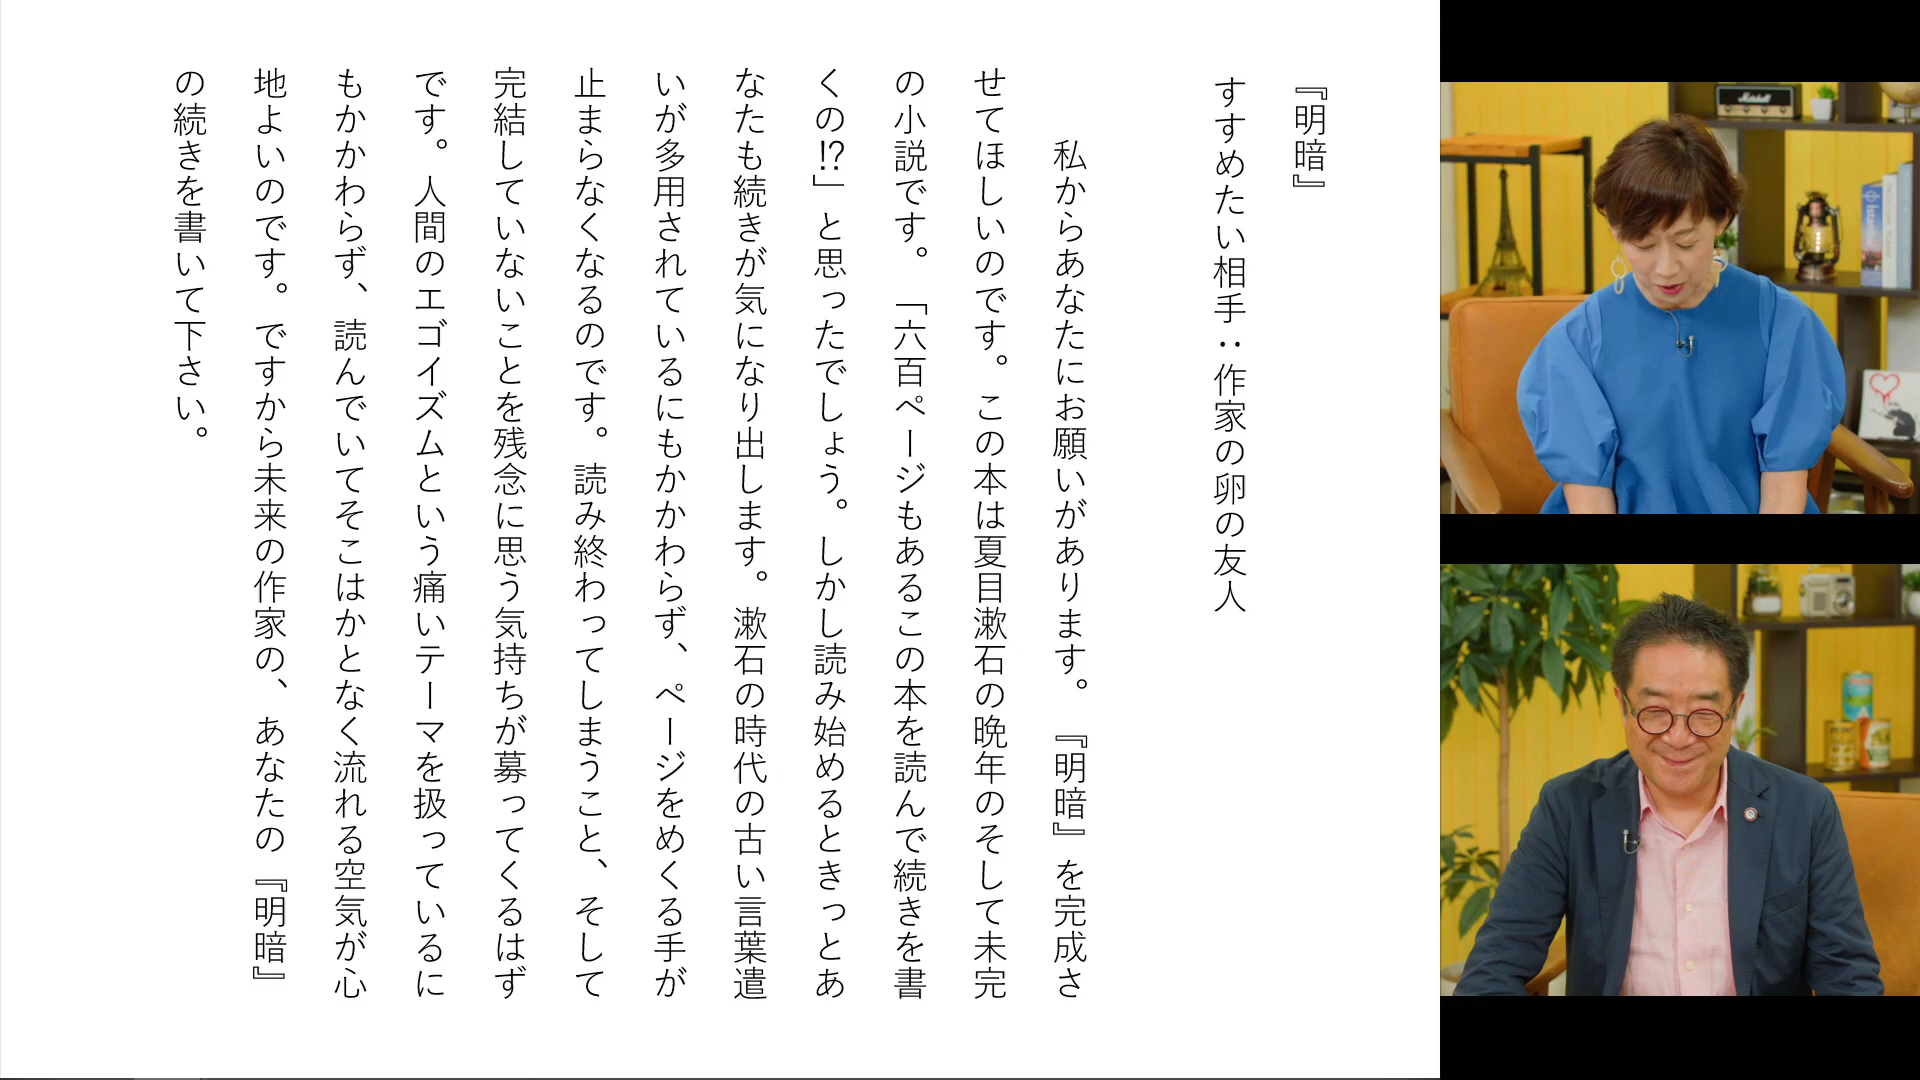 『明暗』
すすめたい相手：作家の卵の友人
私からあなたにお願いがあります。『明暗』を完成さ
せてほしいのです。この本は夏目漱石の晩年のそして未完
の小説です。「六百ページもあるこの本を読んで続きを書
くの⁉」と思ったでしょう。しかし読み始めるときっとあ
なたも続きが気になり出します。漱石の時代の古い言葉遣
いが多用されているにもかかわらず、ページをめくる手が
止まらなくなるのです。読み終わってしまうこと、そして
完結していないことを残念に思う気持ちが募ってくるはず
です。人間のエゴイズムという痛いテーマを扱っているに
もかかわらず、読んでいてそこはかとなく流れる空気が心
地よいのです。ですから未来の作家の、あなたの『明暗』
の続きを書いて下さい。
Marshall
Istanbul